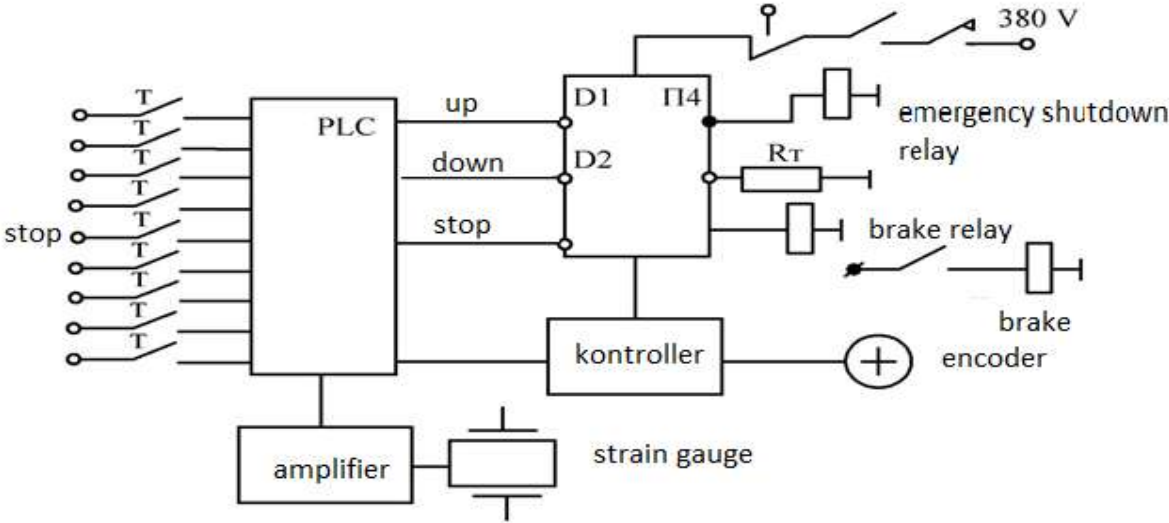 380 V
T
T
T
T
T
T
T
T
T
stop
PLC
up
down
stop
D1
П4
D2
Rт
emergency shutdown
relay
brake relay
brake
encoder
kontroller
amplifier
strain gauge